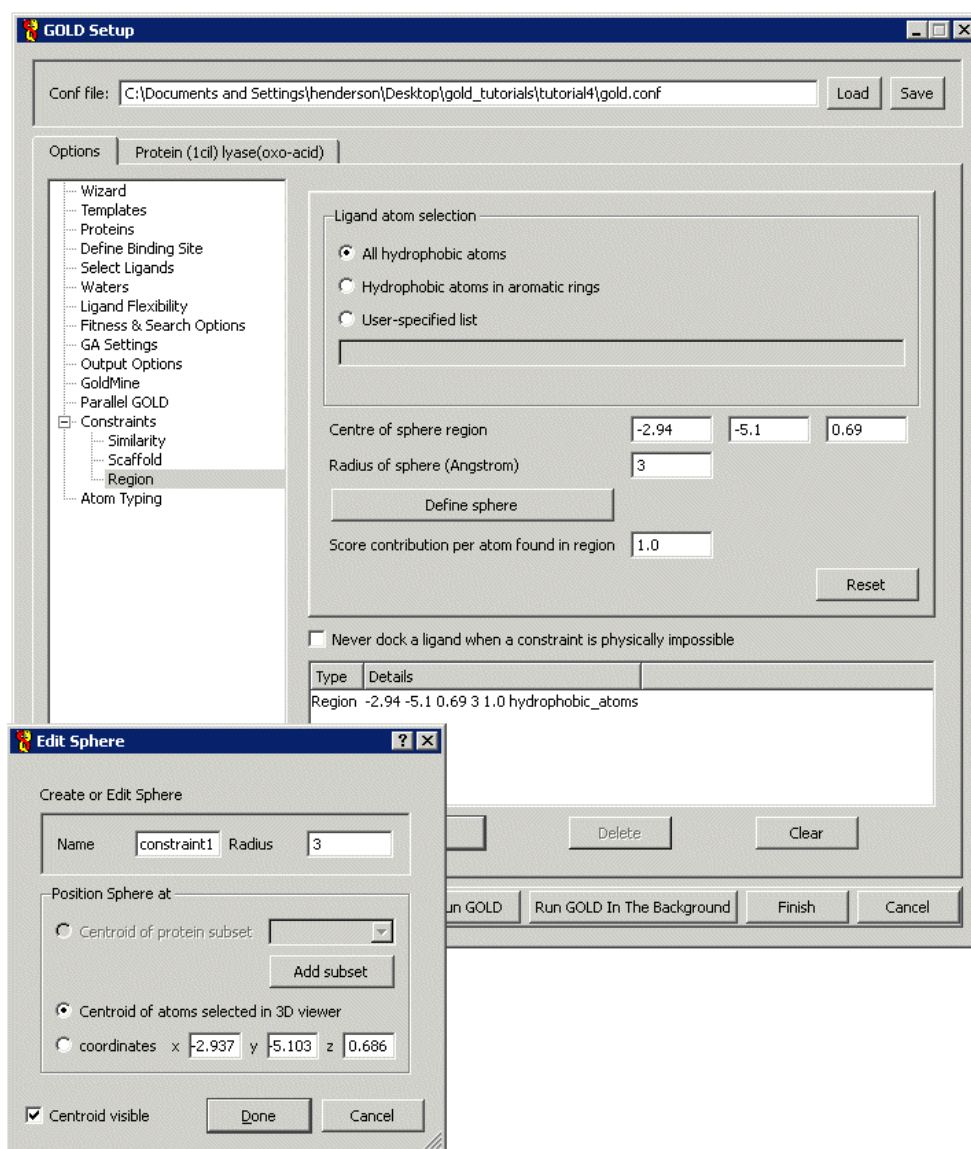 GOLD Setup
Conf file: C:\Documents and Settings\henderson\Desktop\gold_tutorials\tutorial4\gold.conf Load Save
Options Protein (1cil) lyase(oxo-acid)
Wizard
Templates
Proteins
Define Binding Site
Select Ligands
Waters
Ligand Flexibility
Fitness & Search Options
GA Settings
Output Options
GoldMine
Parallel GOLD
Constraints
Similarity
Scaffold
Region
Atom Typing
Ligand atom selection
All hydrophobic atoms
Hydrophobic atoms in aromatic rings
User-specified list
Centre of sphere region -2.94 -5.1 0.69
Radius of sphere (Angstrom) 3
Define sphere
Score contribution per atom found in region 1.0
Reset
Never dock a ligand when a constraint is physically impossible
Type Details
Region -2.94 -5.1 0.69 3 1.0 hydrophobic_atoms
Delete Clear
un GOLD Run GOLD In The Background Finish Cancel
Edit Sphere
Create or Edit Sphere
Name constraint1 Radius 3
Position Sphere at
Centroid of protein subset
Add subset
Centroid of atoms selected in 3D viewer
coordinates x -2.937 y -5.103 z 0.686
Centroid visible Done Cancel